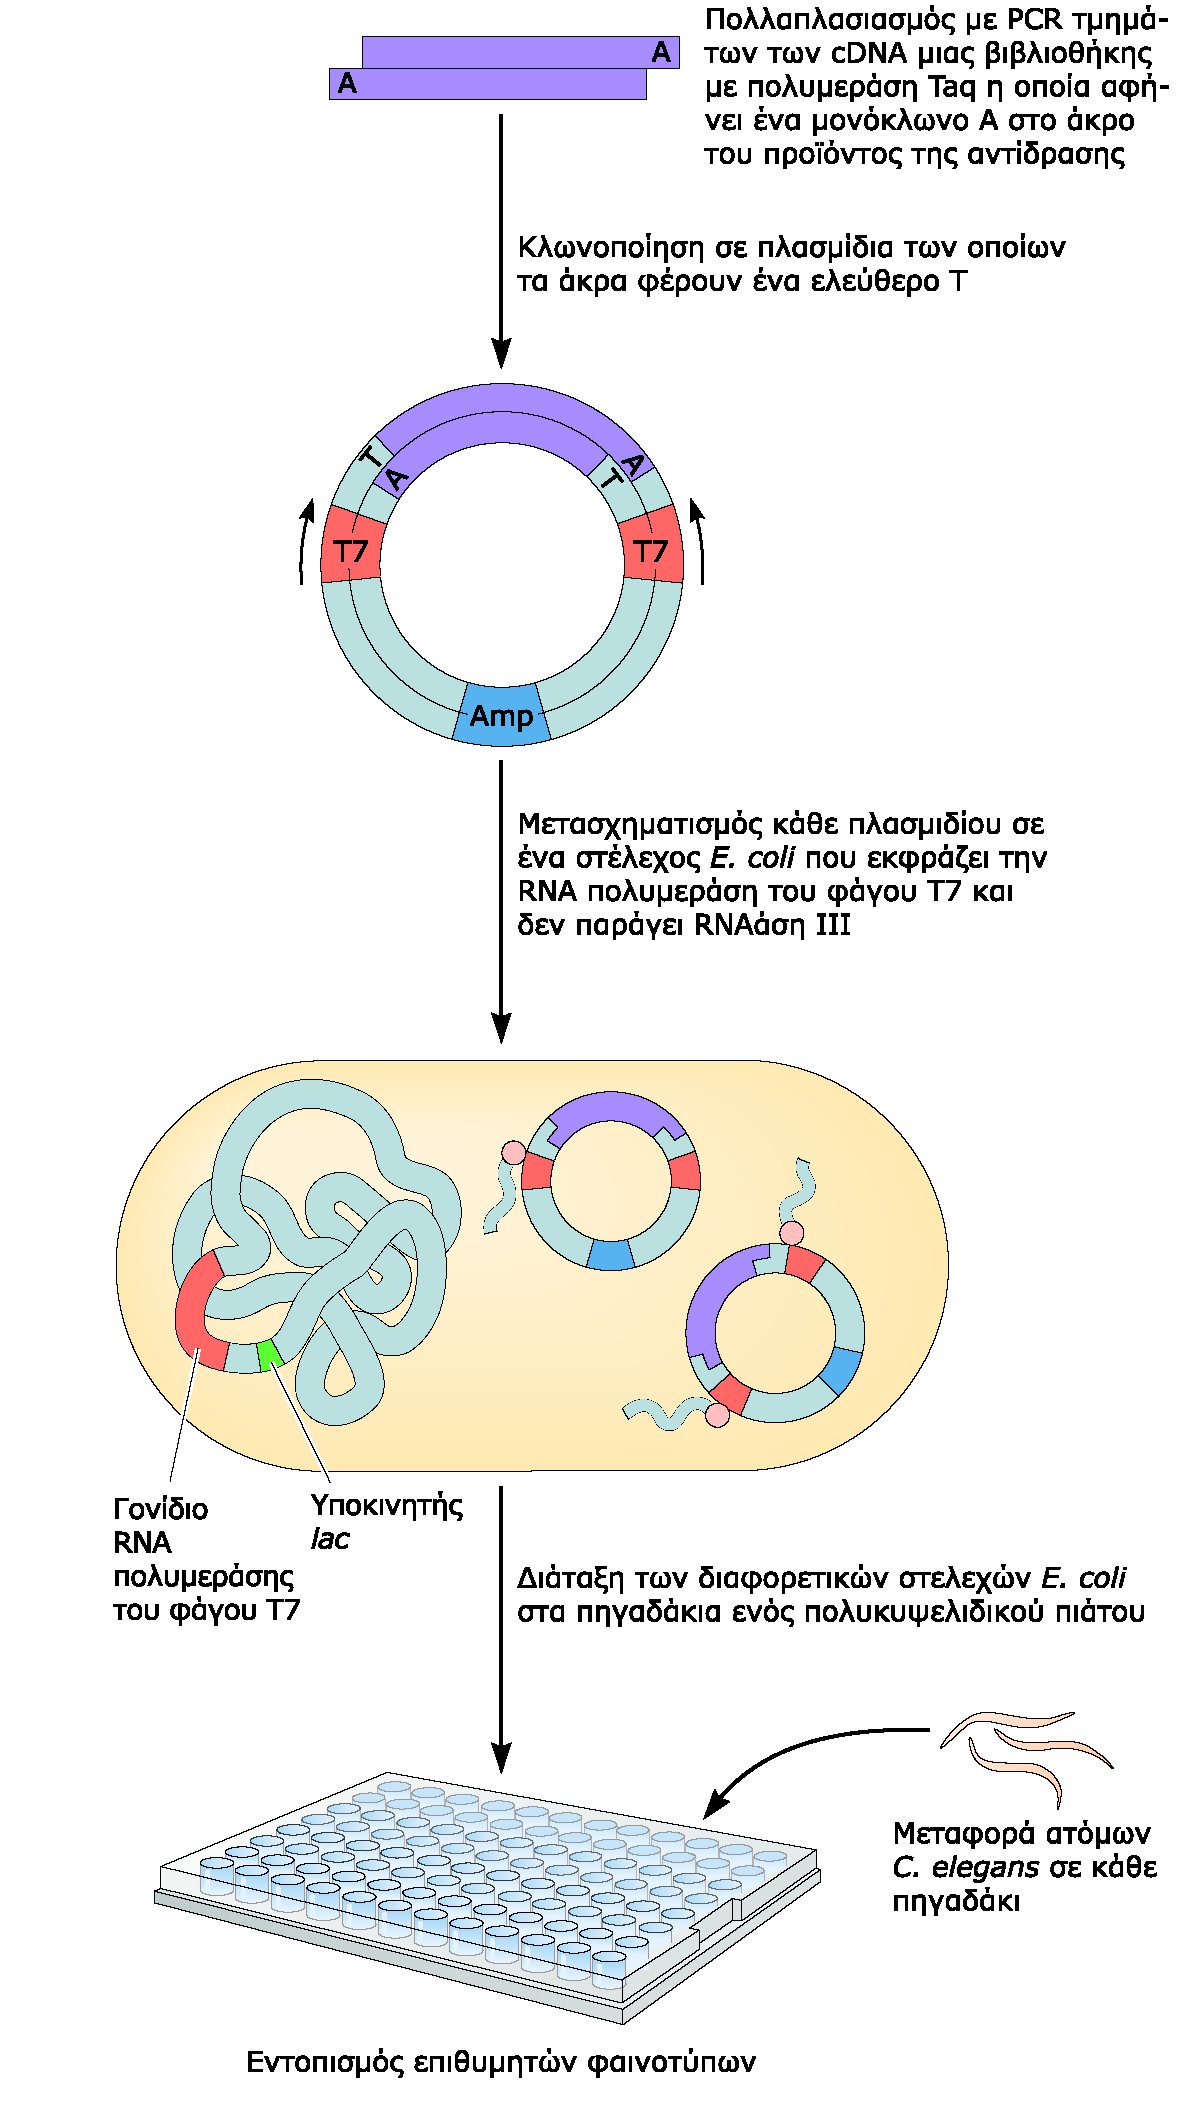 Πολλαπλασιασμός με PCR τμημά-
των των cDNA μιας βιβλιοθήκης
με πολυμεράση Taq η οποία αφή-
νει ένα μονόκλωνο Α στο άκρο
του προϊόντος της αντίδρασης
A
A
Κλωνοποίηση σε πλασμίδια των οποίων
τα άκρα φέρουν ένα ελεύθερο Τ
T
A
T
A
T7
T7
Amp
Μετασχηματισμός κάθε πλασμιδίου σε
ένα στέλεχος E. coli που εκφράζει την
RNA πολυμεράση του φάγου Τ7 και
δεν παράγει RNAάση III
Γονίδιο
RNA
πολυμεράσης
του φάγου Τ7
Υποκινητής
lac
Διάταξη των διαφορετικών στελεχών E. coli
στα πηγαδάκια ενός πολυκυψελιδικού πιάτου
Μεταφορά ατόμων
C. elegans σε κάθε
πηγαδάκι
Εντοπισμός επιθυμητών φαινοτύπων